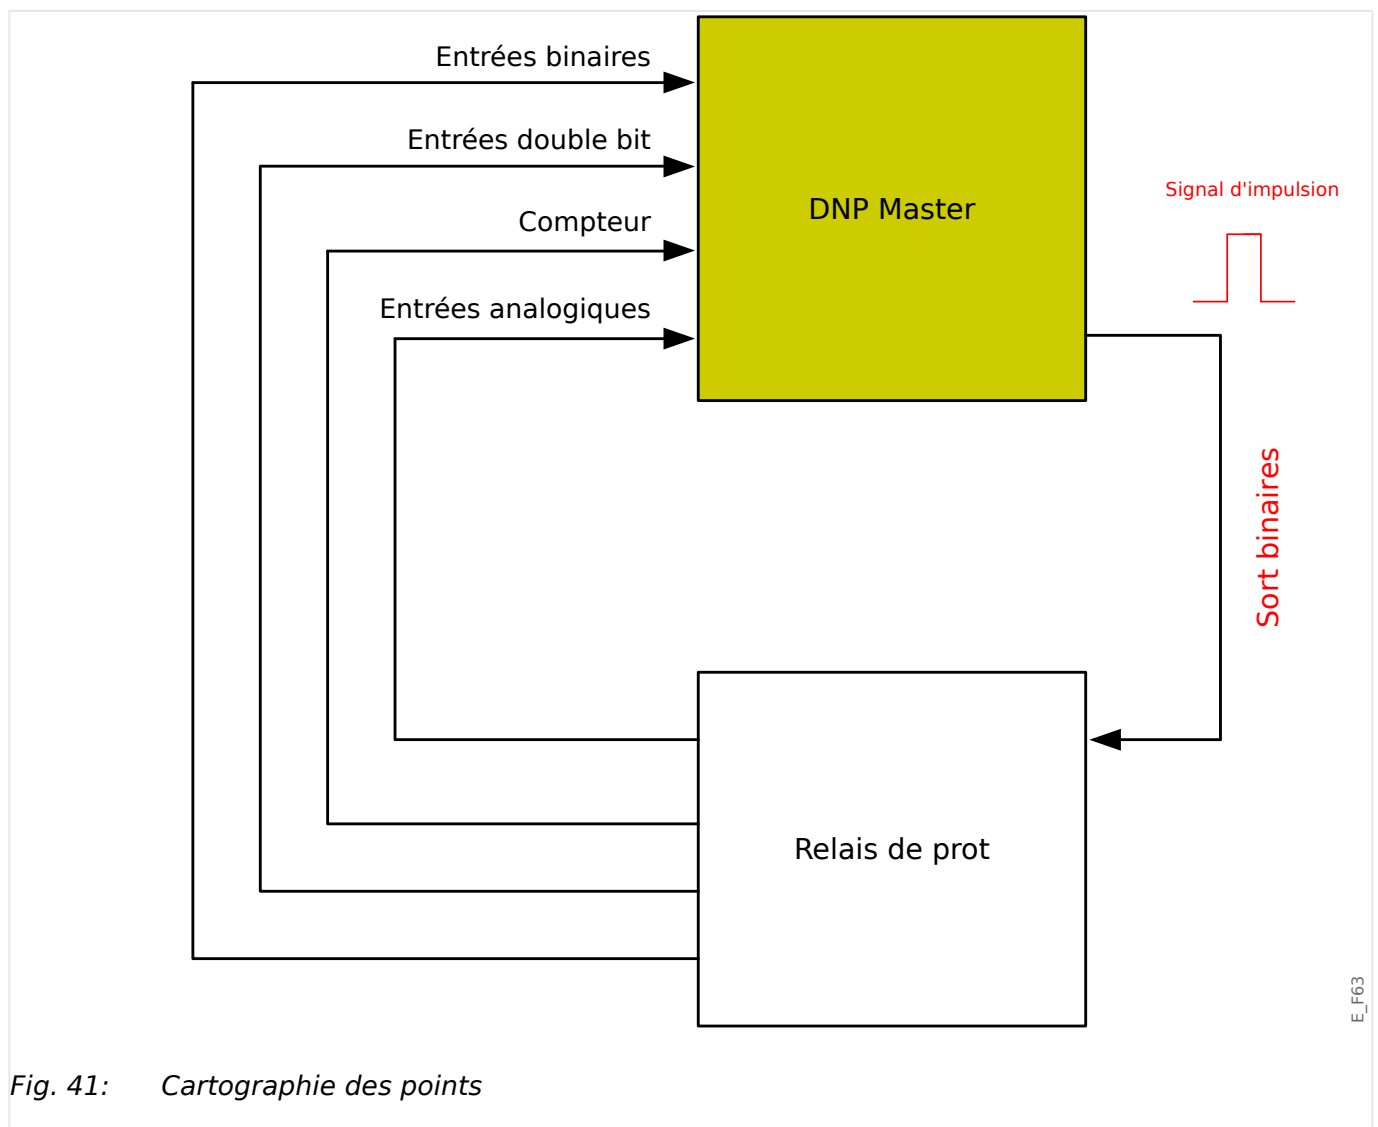 Entrées binaires
Entrées double bit
Compteur
Entrées analogiques
DNP Master
Signal d'impulsion
Sort binaires
Relais de prot
E_F63
Fig. 41: Cartographie des points